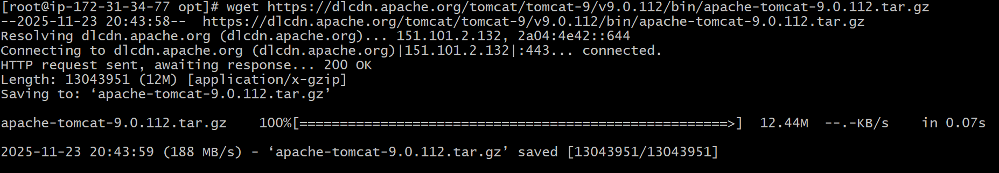 [root@ip-172-31-34-77 opt]# wget https://dlcdn.apache.org/tomcat/tomcat-9/v9.0.112/bin/apache-tomcat-9.0.112.tar.gz
--2025-11-23 20:43:58--  https://dlcdn.apache.org/tomcat/tomcat-9/v9.0.112/bin/apache-tomcat-9.0.112.tar.gz
Resolving dlcdn.apache.org (dlcdn.apache.org)... 151.101.2.132, 2a04:4e42::644
Connecting to dlcdn.apache.org (dlcdn.apache.org)|151.101.2.132|:443... connected.
HTTP request sent, awaiting response... 200 OK
Length: 13043951 (12M) [application/x-gzip]
Saving to: ‘apache-tomcat-9.0.112.tar.gz’
apache-tomcat-9.0.112.tar.gz    100%[=====================================================>]  12.44M  --.-KB/s    in 0.07s
2025-11-23 20:43:59 (188 MB/s) - ‘apache-tomcat-9.0.112.tar.gz’ saved [13043951/13043951]